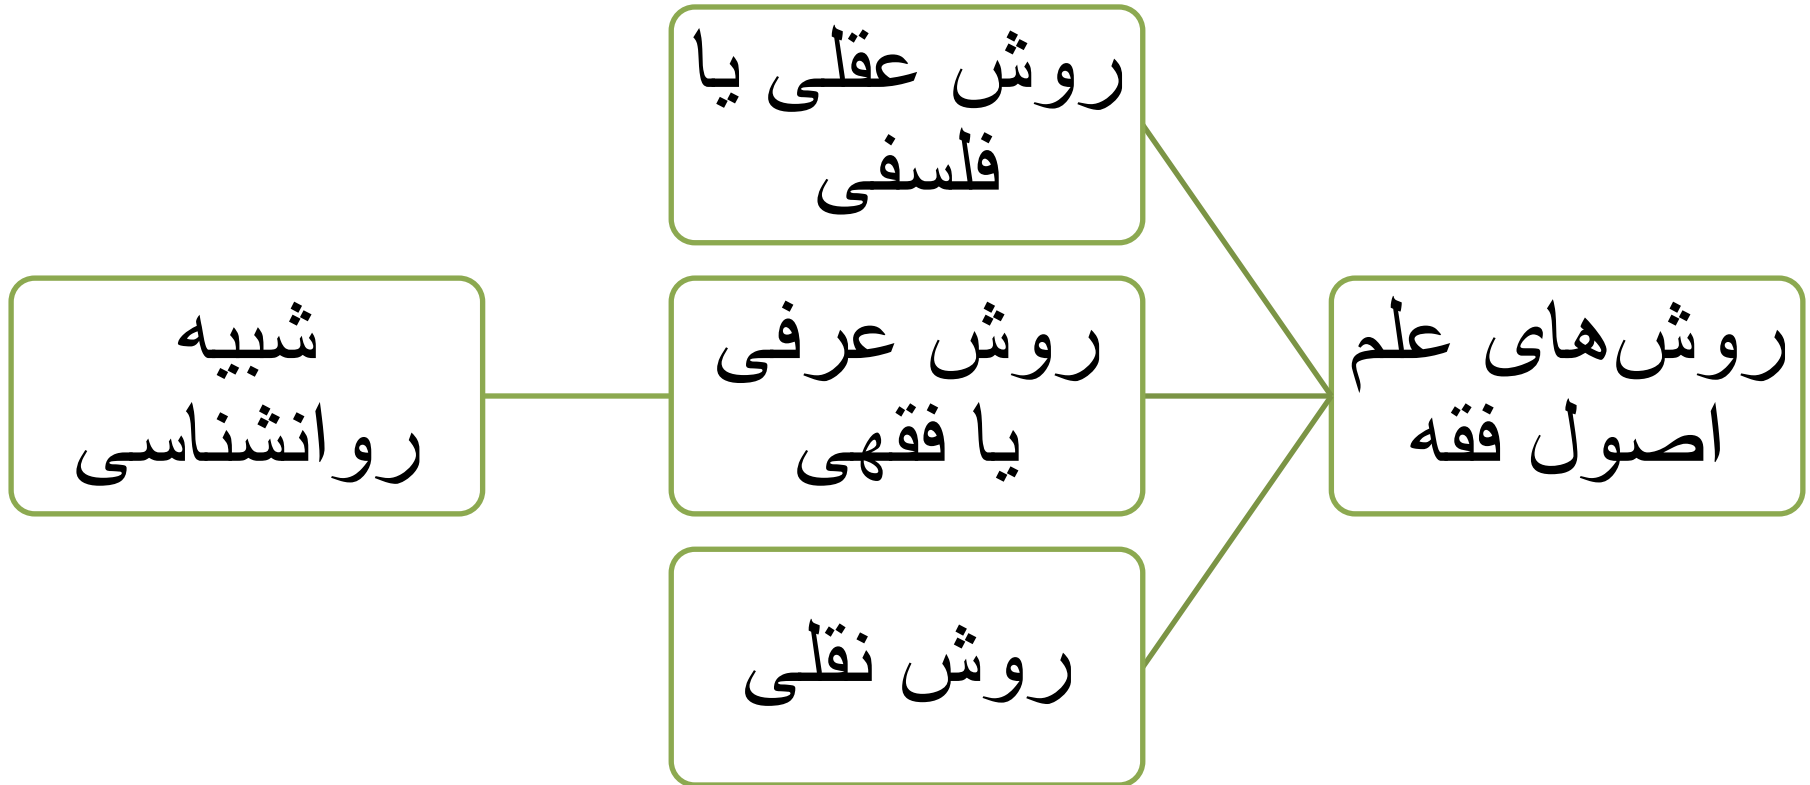 روش‌های علم
اصول فقه
روش عقلی یا
فلسفی
روش عرفی
یا فقهی
شبیه
روانشناسی
روش نقلی